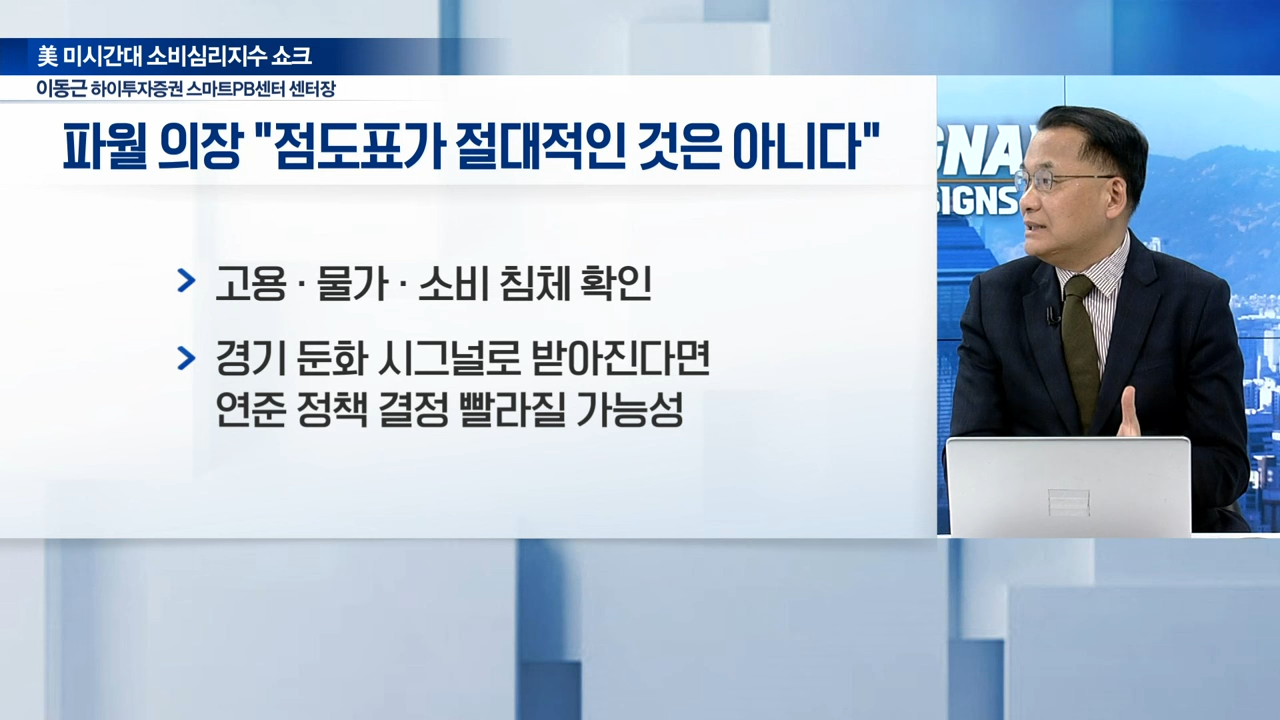 美 미시간대 소비심리지수 쇼크
이동근 하이투자증권 스마트PB센터 센터장
파월 의장 "점도표가 절대적인 것은 아니다"
고용 · 물가 · 소비 침체 확인
경기 둔화 시그널로 받아진다면
연준 정책 결정 빨라질 가능성
GNA
SIGNS